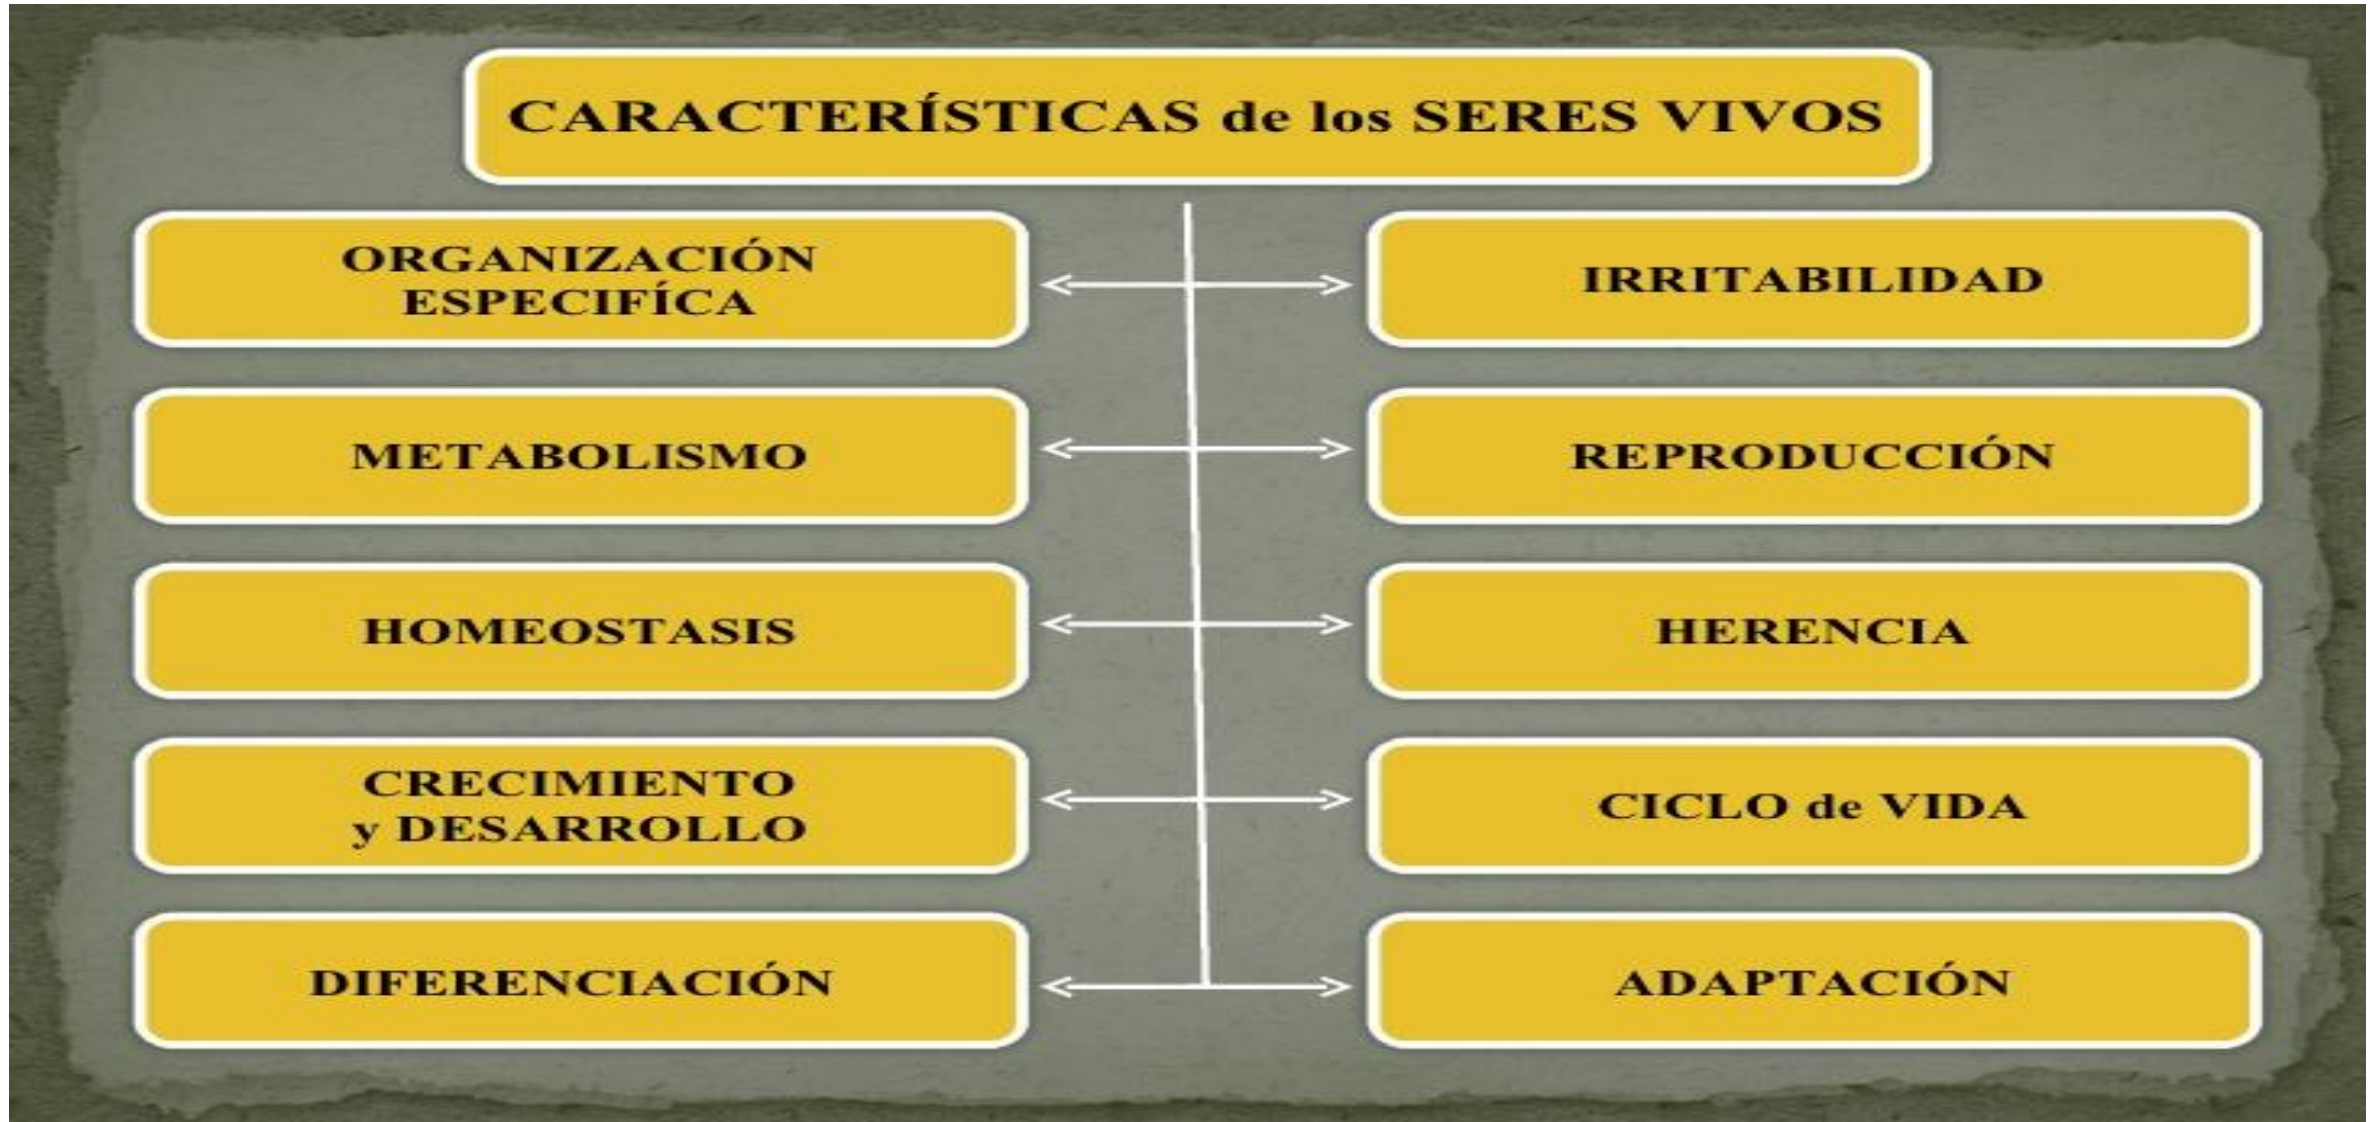 CARACTERÍSTICAS de los SERES VIVOS
ORGANIZACIÓN
ESPECIFÍCA
IRRITABILIDAD
METABOLISMO
REPRODUCCIÓN
HOMEOSTASIS
HERENCIA
CRECIMIENTO
y DESARROLLO
CICLO de VIDA
DIFERENCIACIÓN
ADAPTACIÓN